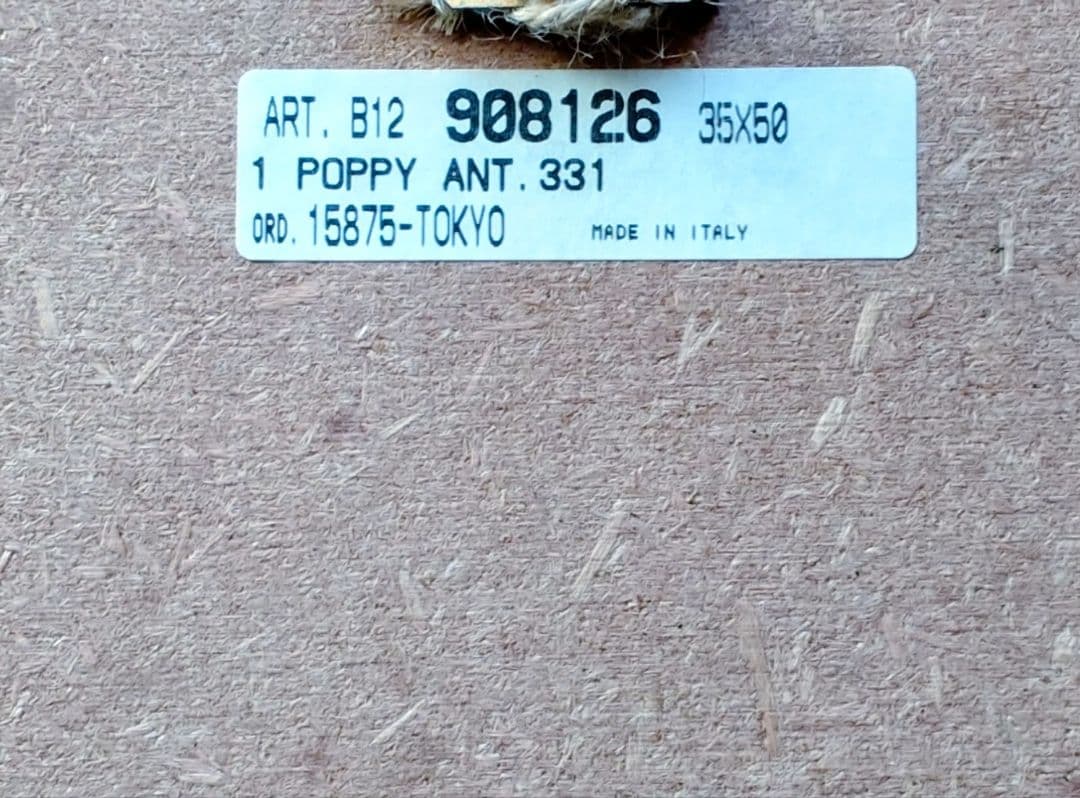 ART. B12 908126 35X50
1 POPPY ANT.331
ORD. 15875-TOKYO MADE IN ITALY